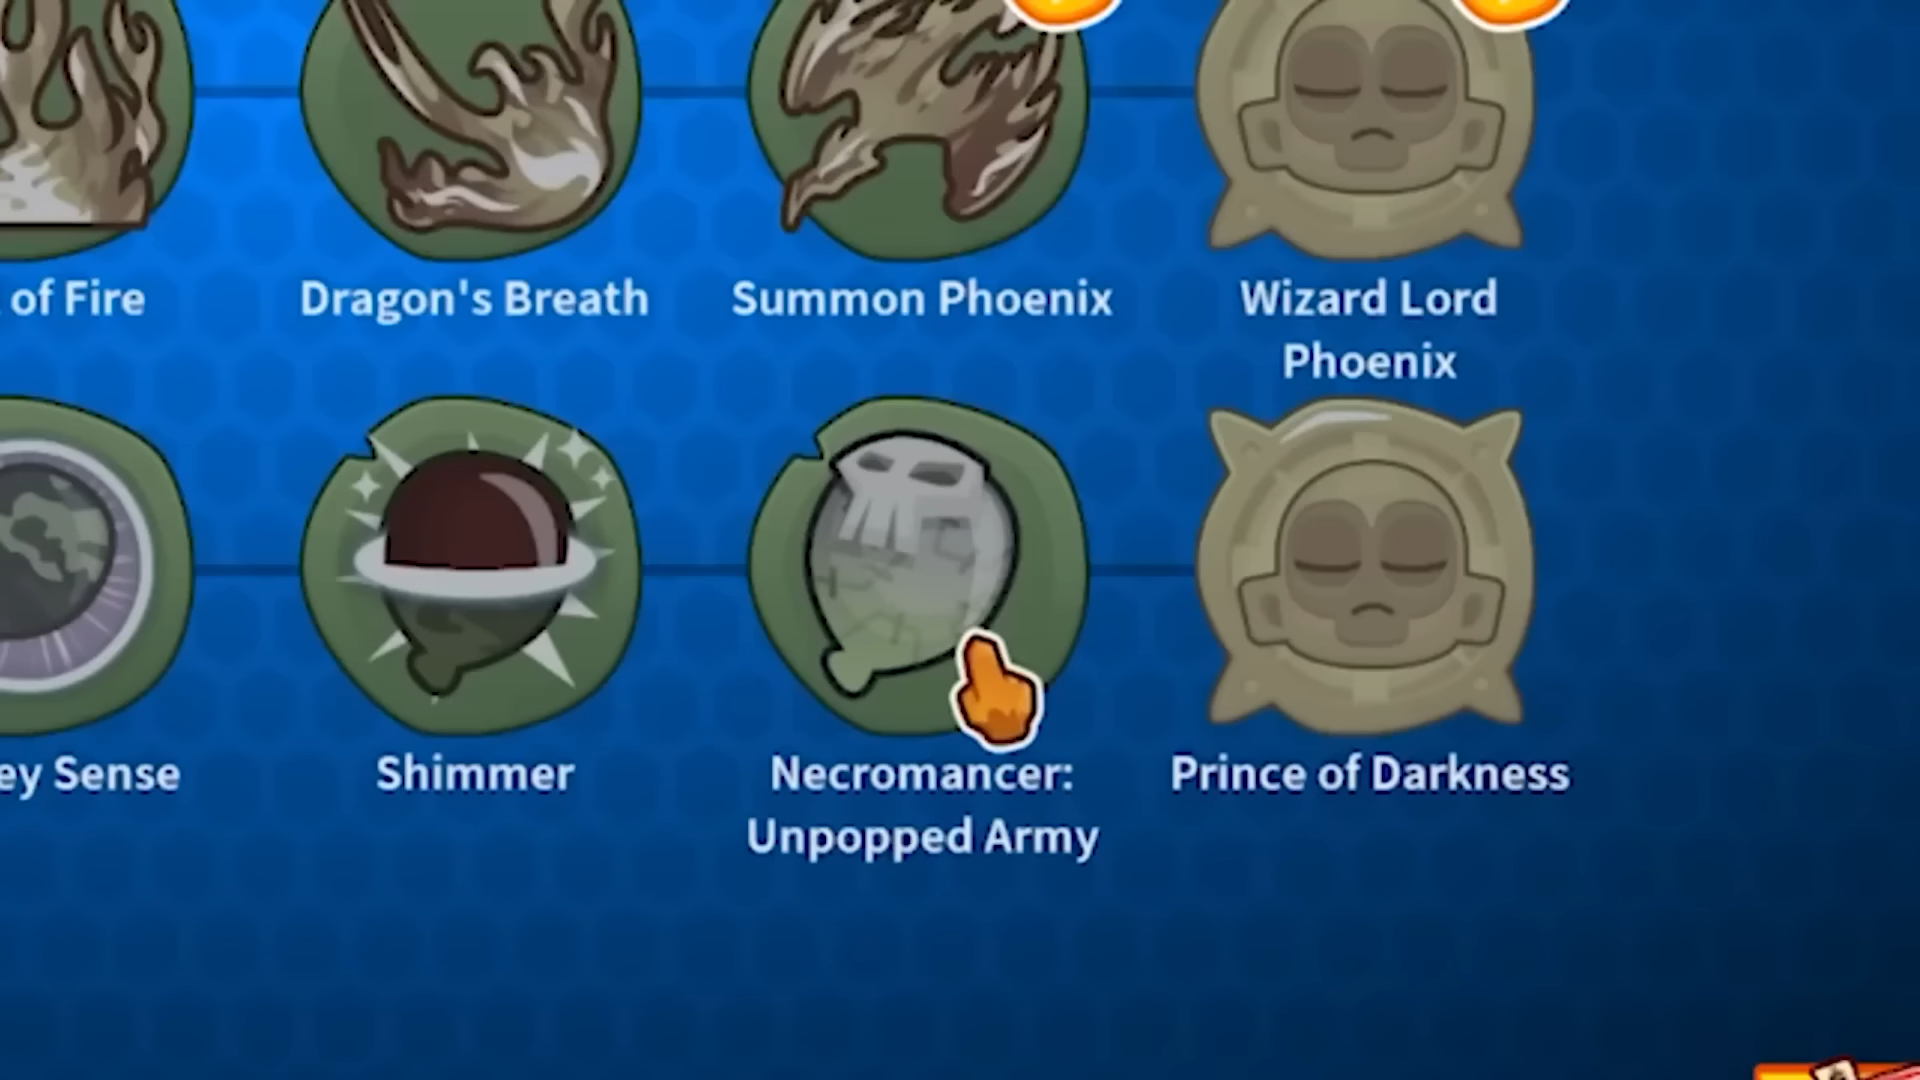 of Fire
Dragon's Breath
Summon Phoenix
Wizard Lord
Phoenix
ey Sense
Shimmer
Necromancer:
Unpopped Army
Prince of Darkness